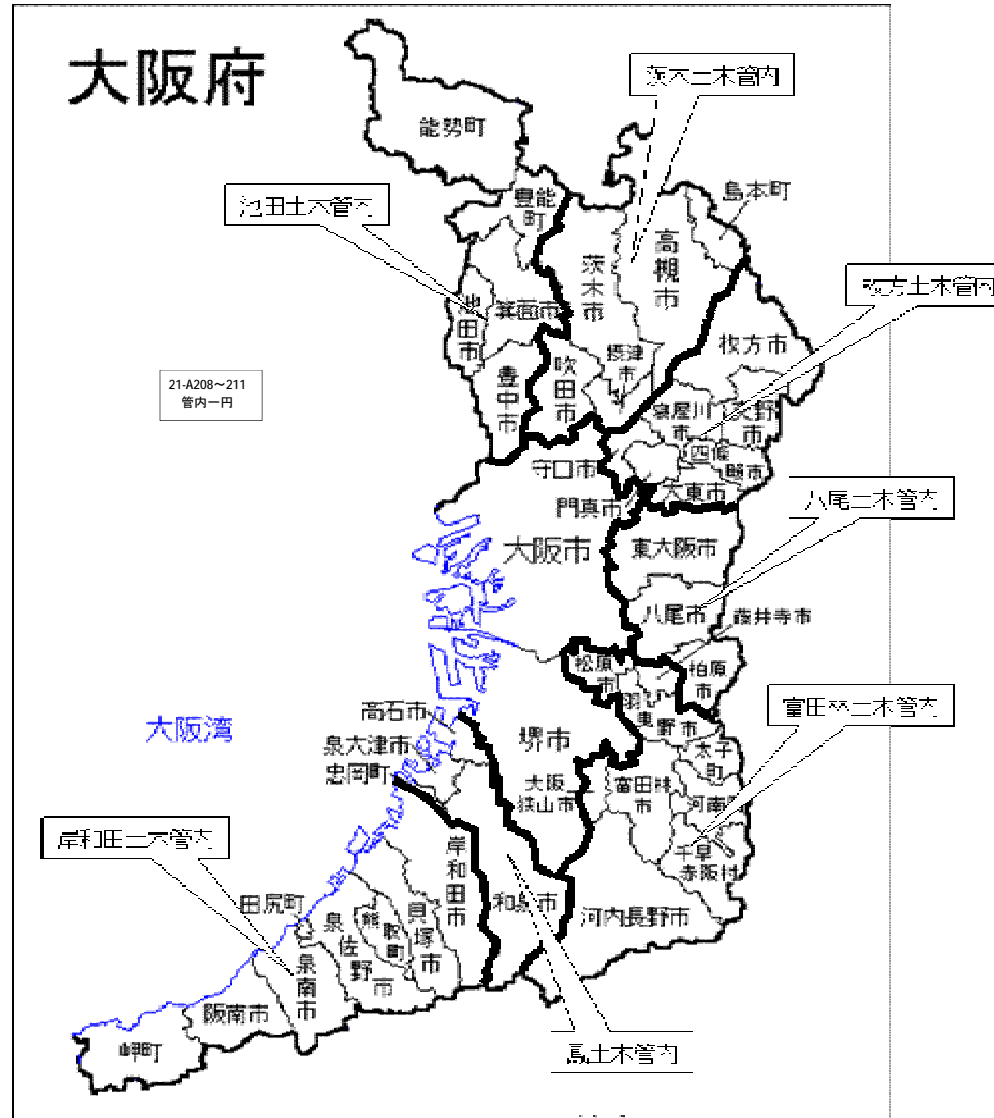 大阪府
茨木土木管内
能勢町
島本町
豊能
町
池田土木管内
高
槻
市
茨
木
市
枚方土木管内
池
田
市
箕面市
枚方市
摂津
市
吹
田
市
豊
中
市
21-A208～211
管内一円
寝屋川
市
交野
市
四條
畷市
守口市
大東市
門真市
八尾土木管内
大阪市
東大阪市
八尾市
藤井寺市
松原
市
柏原
市
羽
曳野市
富田林土木管内
高石市
大阪湾
泉大津市
堺市
太子
町
忠岡町
大阪
狭山市
富田林
市
河南町
千早
赤阪村
岸和田土木管内
岸
和
田
市
和泉市
河内長野市
田尻町
貝
塚
市
熊
取
町
泉
佐
野
市
泉
南
市
阪南市
岬町
鳳土木管内